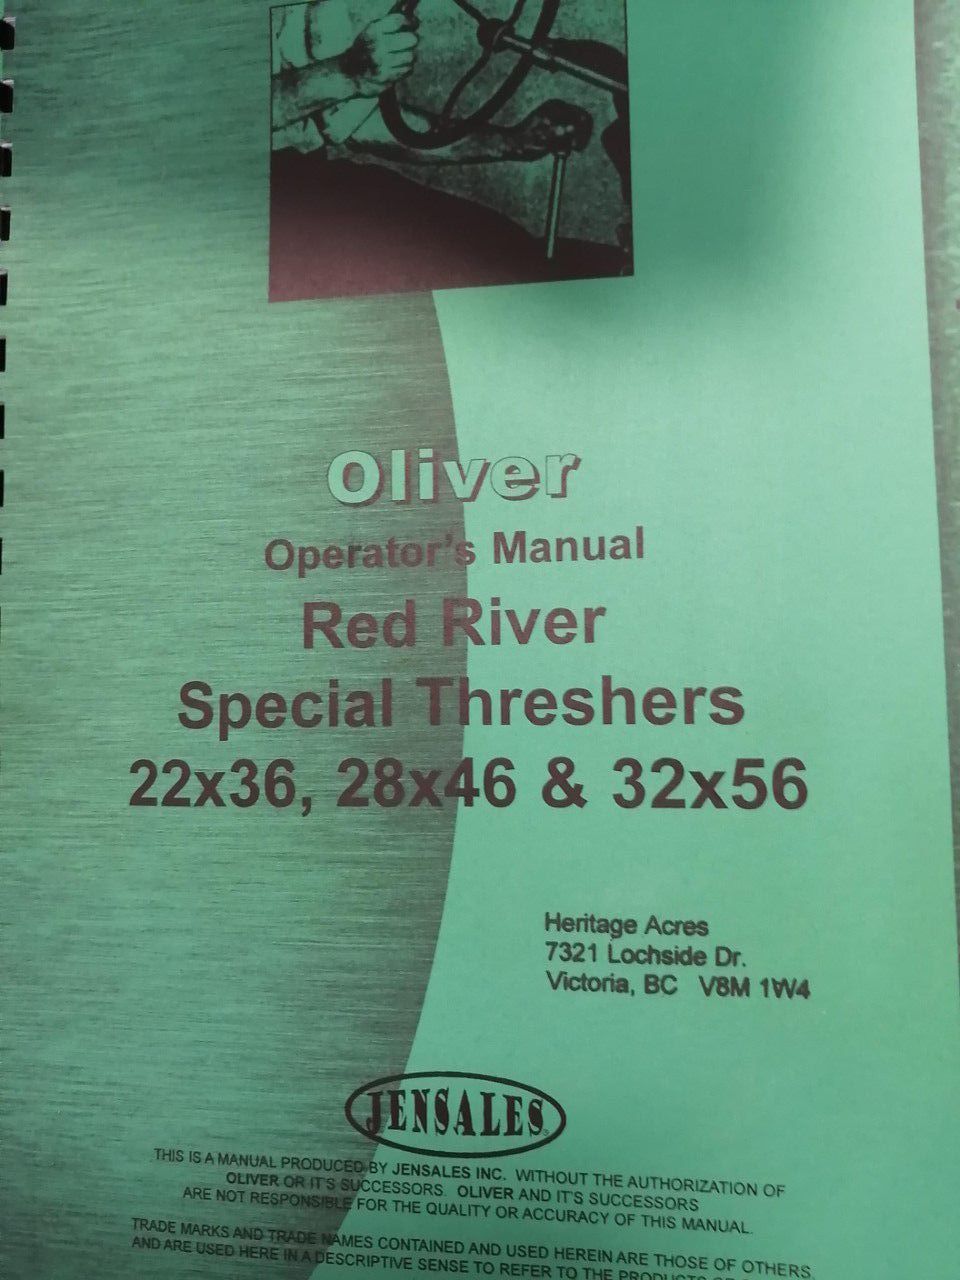 Oliver
Operator's Manual
Red River
Special Threshers
22x36, 28x46 & 32x56
Heritage Acres
7321 Lochside Dr.
Victoria, BC V8M 1W4
JENSALES
THIS IS A MANUAL PRODUCED BY JENSALES INC. WITHOUT THE AUTHORIZATION OF
OLIVER OR IT'S SUCCESSORS. OLIVER AND IT'S SUCCESSORS
ARE NOT RESPONSIBLE FOR THE QUALITY OR ACCURACY OF THIS MANUAL.
TRADE MARKS AND TRADE NAMES CONTAINED AND USED HEREIN ARE THOSE OF OTHERS,
AND ARE USED HERE IN A DESCRIPTIVE SENSE TO REFER TO THE